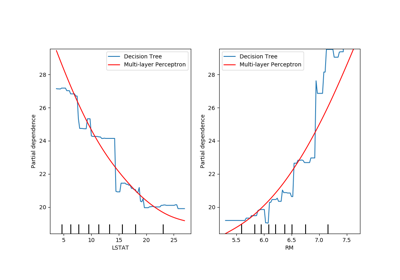 Decision Tree
Multi-layer Perceptron
Partial dependence
28
26
24
22
20
5
10
15
20
25
LSTAT
Decision Tree
Multi-layer Perceptron
Partial dependence
28
26
24
22
20
5.5
6.0
6.5
7.0
7.5
RM